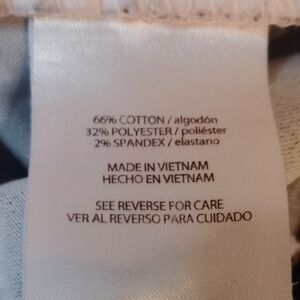 66% COTTON / algodón
32% POLYESTER / poliéster
2% SPANDEX / elastano
MADE IN VIETNAM
HECHO EN VIETNAM
SEE REVERSE FOR CARE
VER AL REVERSO PARA CUIDADO